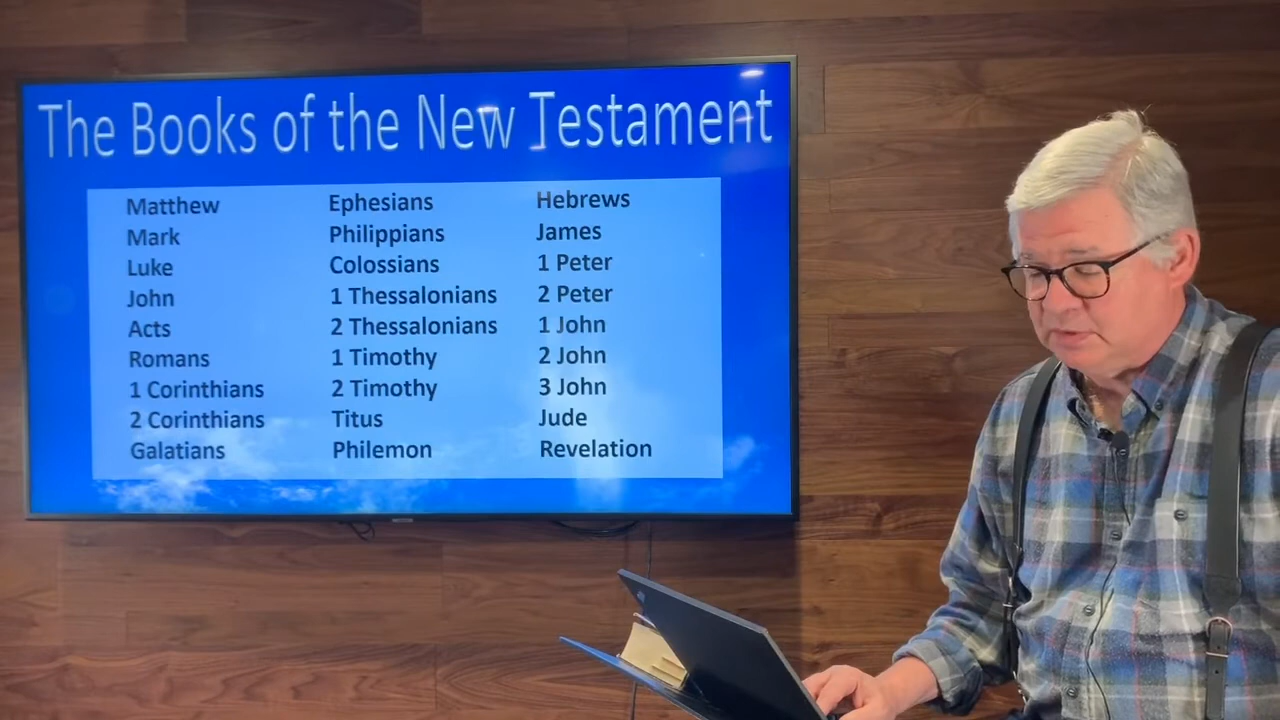 The Books of the New Testament
Matthew
Mark
Luke
John
Acts
Romans
1 Corinthians
2 Corinthians
Galatians
Ephesians
Philippians
Colossians
1 Thessalonians
2 Thessalonians
1 Timothy
2 Timothy
Titus
Philemon
Hebrews
James
1 Peter
2 Peter
1 John
2 John
3 John
Jude
Revelation